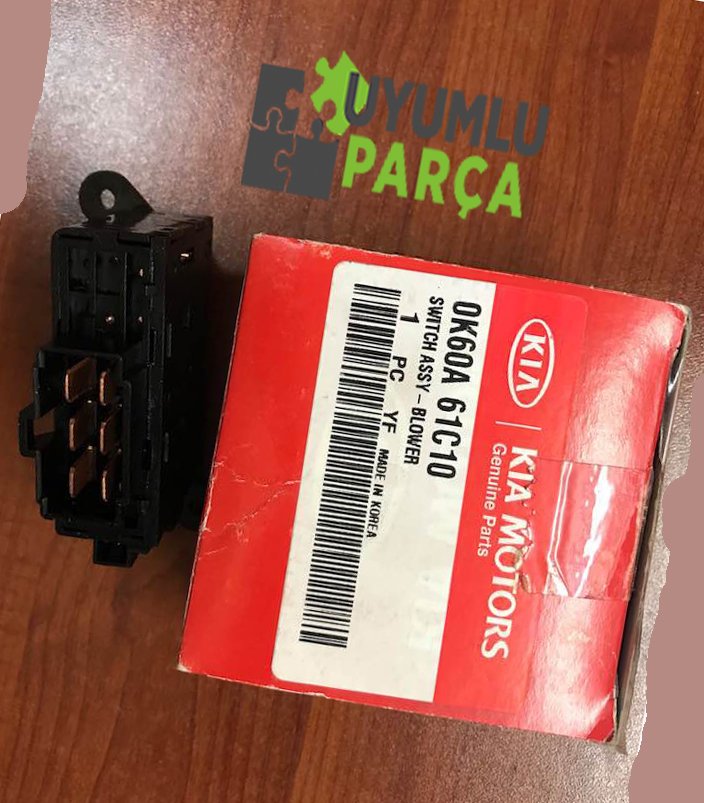 UYUMLU
PARÇA
KIA
KIA MOTORS
Genuine Parts
0K60A 61C10
SWITCH ASSY-BLOWER
1 PC YF MADE IN KOREA